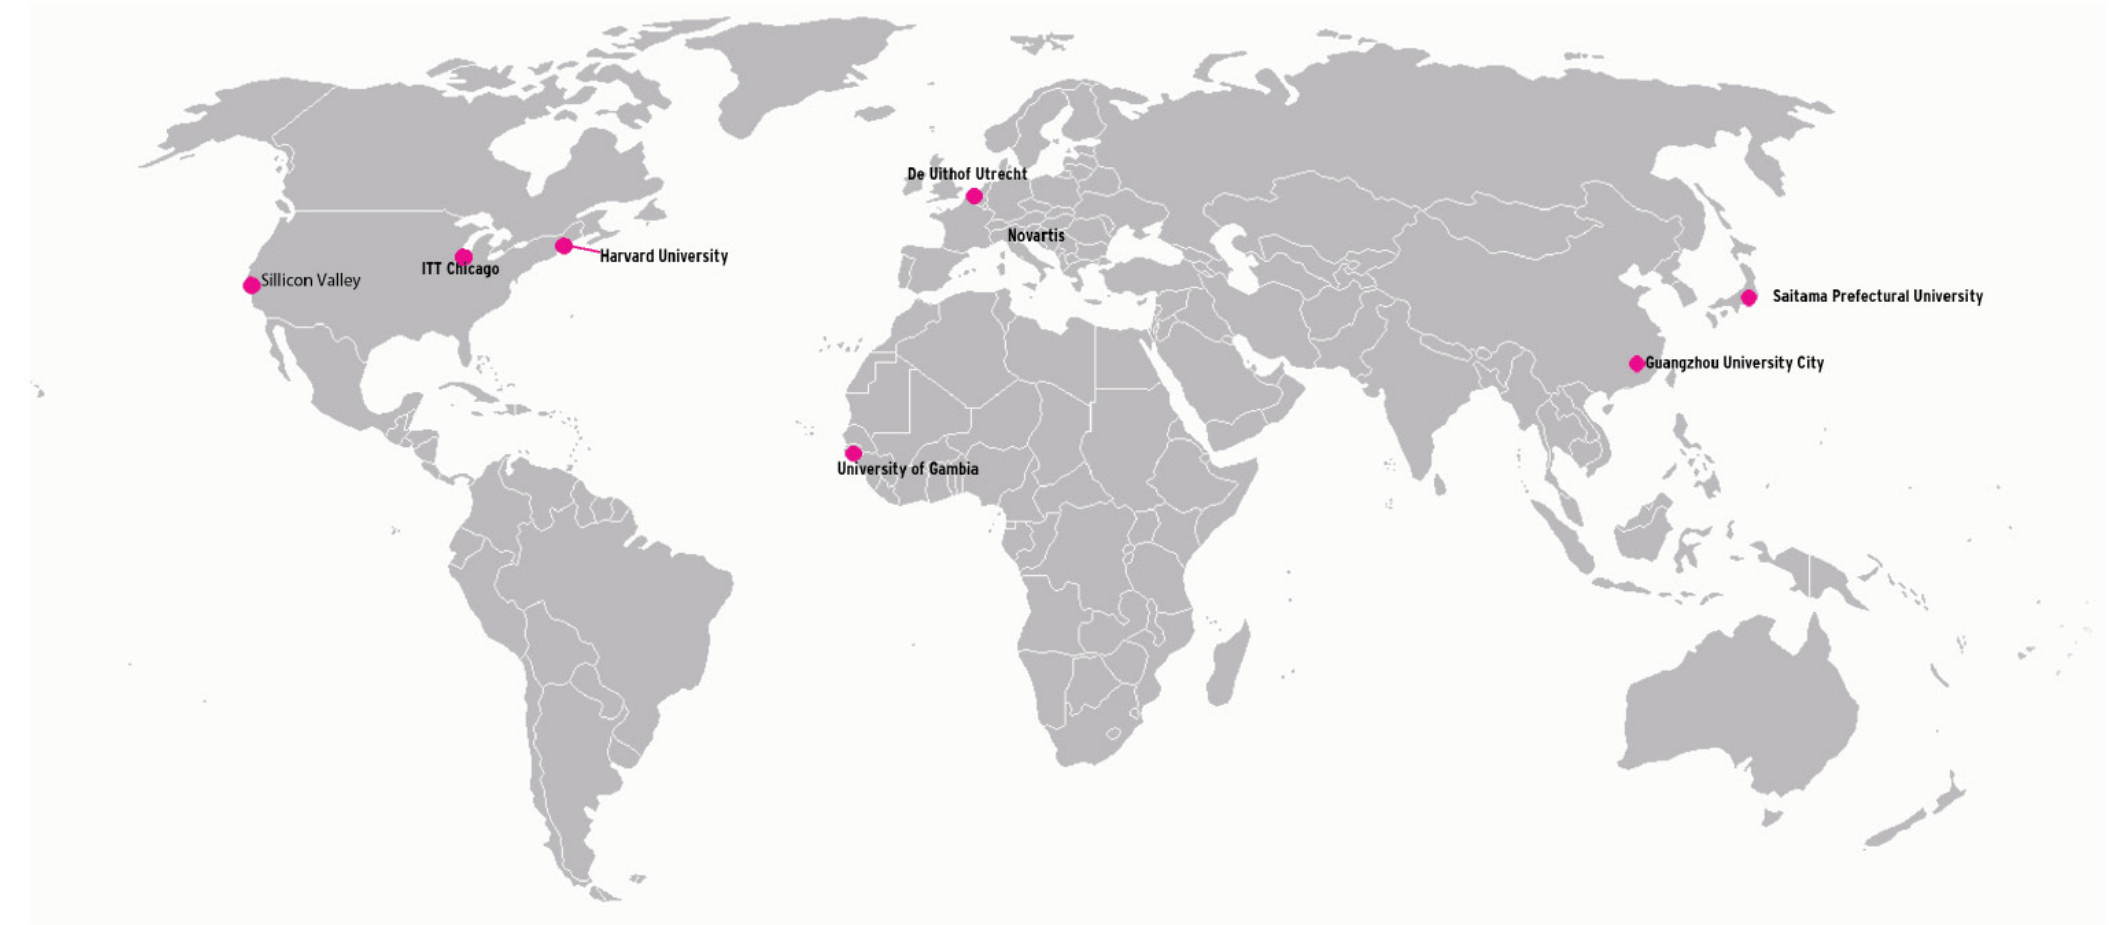 De Uithof Utrecht
Novartis
Harvard University
ITT Chicago
Sillicon Valley
Saitama Prefectural University
Guangzhou University City
University of Gambia